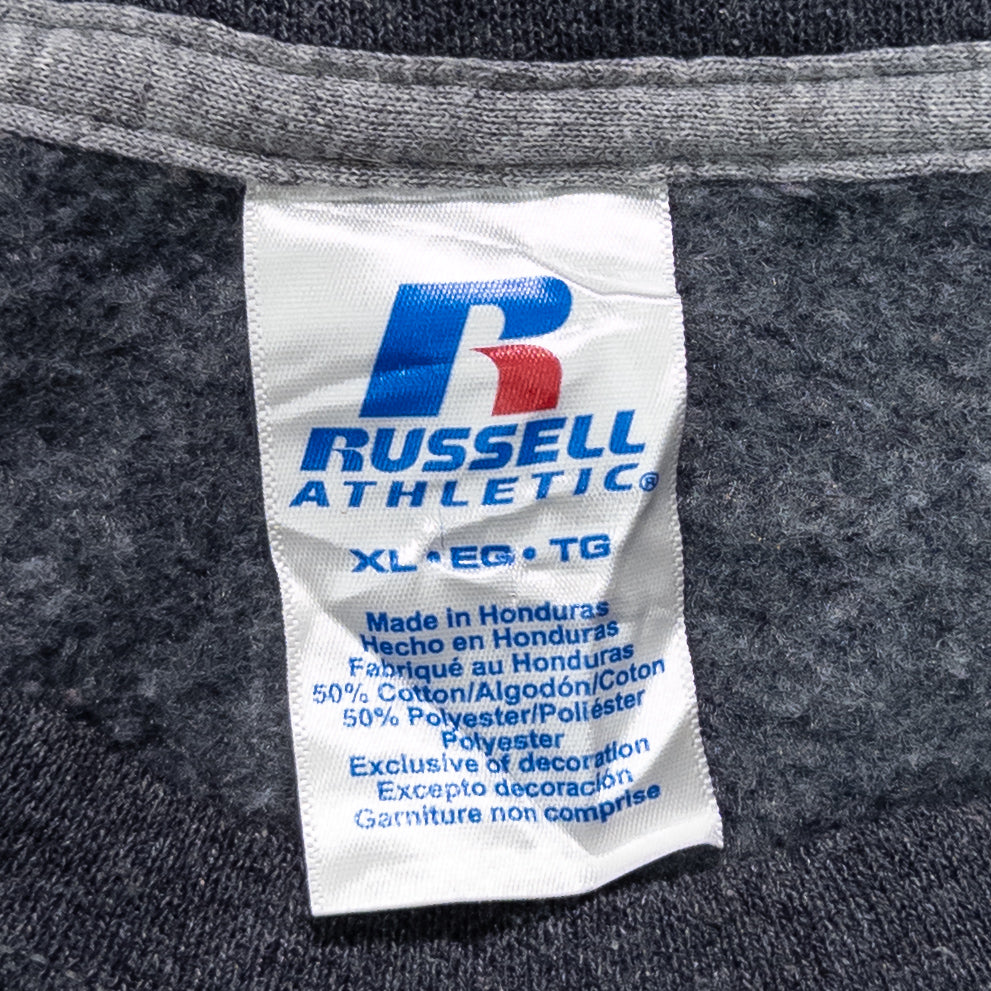 R
RUSSELL
ATHLETIC®
XL • EG • TG
Made in Honduras
Hecho en Honduras
Fabriqué au Honduras
50% Cotton/Algodón/Coton
50% Polyester/Poliéster
Polyester
Exclusive of decoration
Excepto decoración
Garniture non comprise